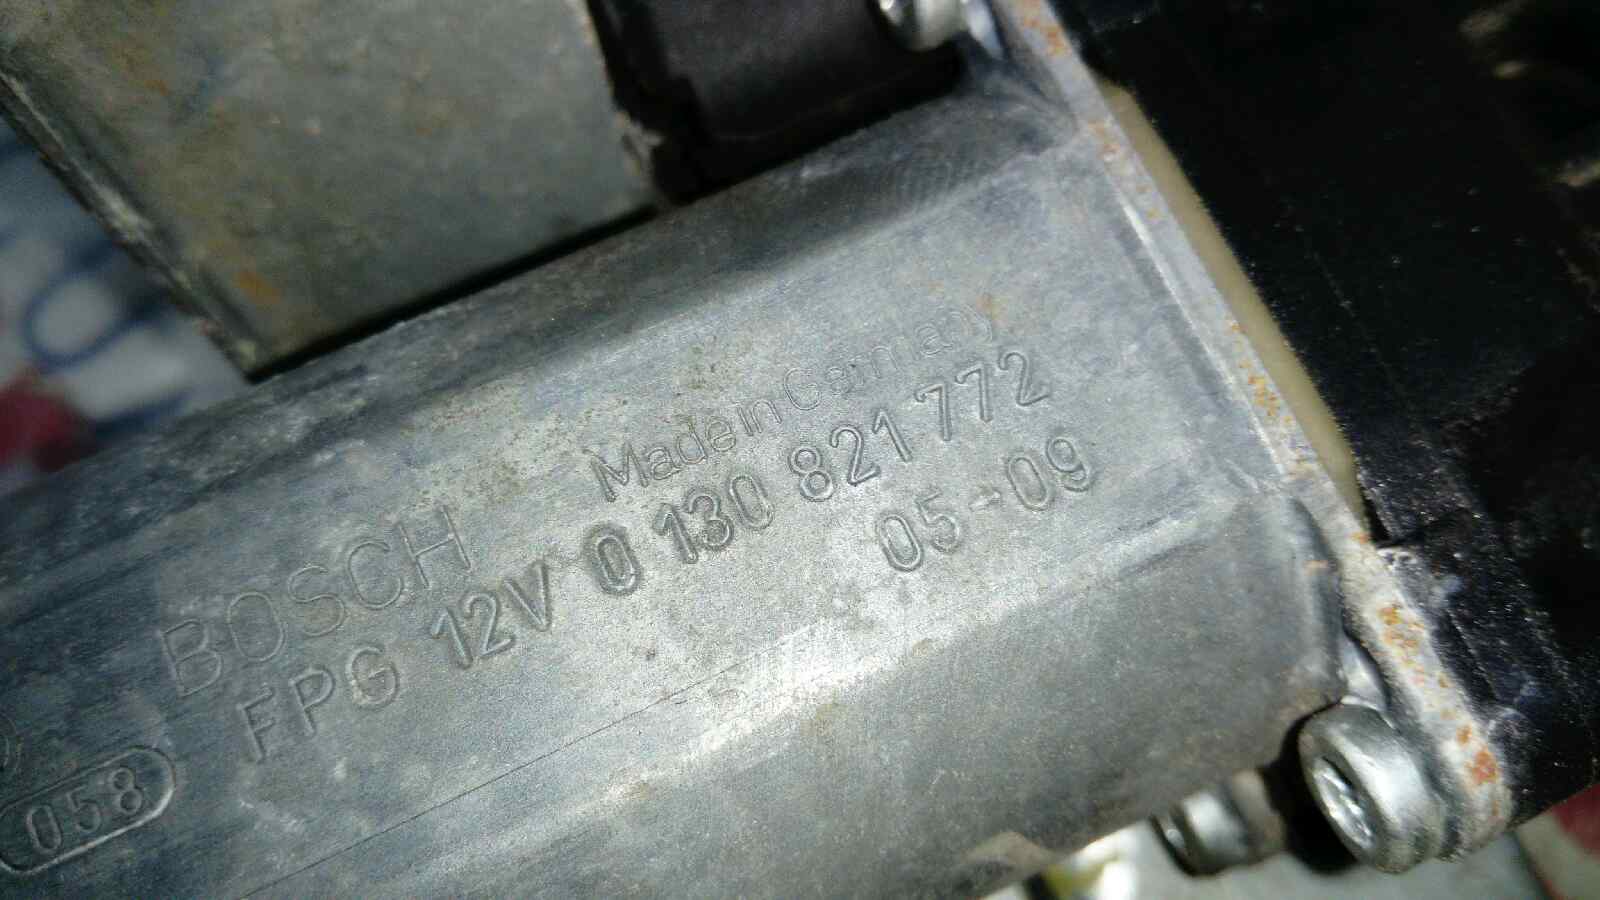 Made in Germany
BOSCH
FPG 12V 0 130 821 772
05-09
058